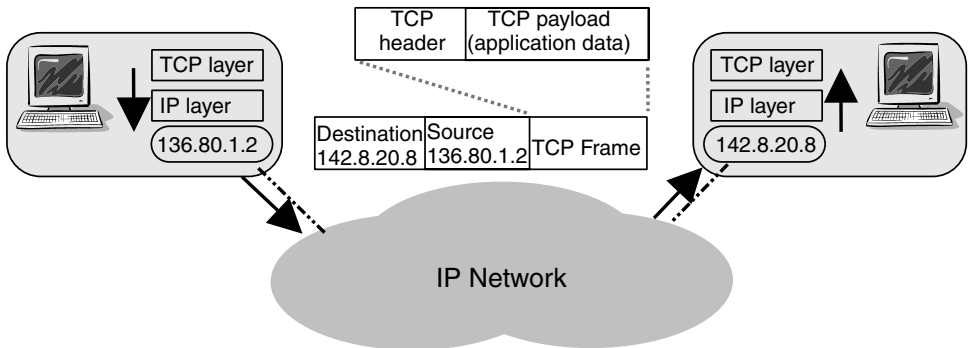 TCP header
TCP payload (application data)
TCP layer
IP layer
136.80.1.2
Destination 142.8.20.8
Source 136.80.1.2
TCP Frame
TCP layer
IP layer
142.8.20.8
IP Network